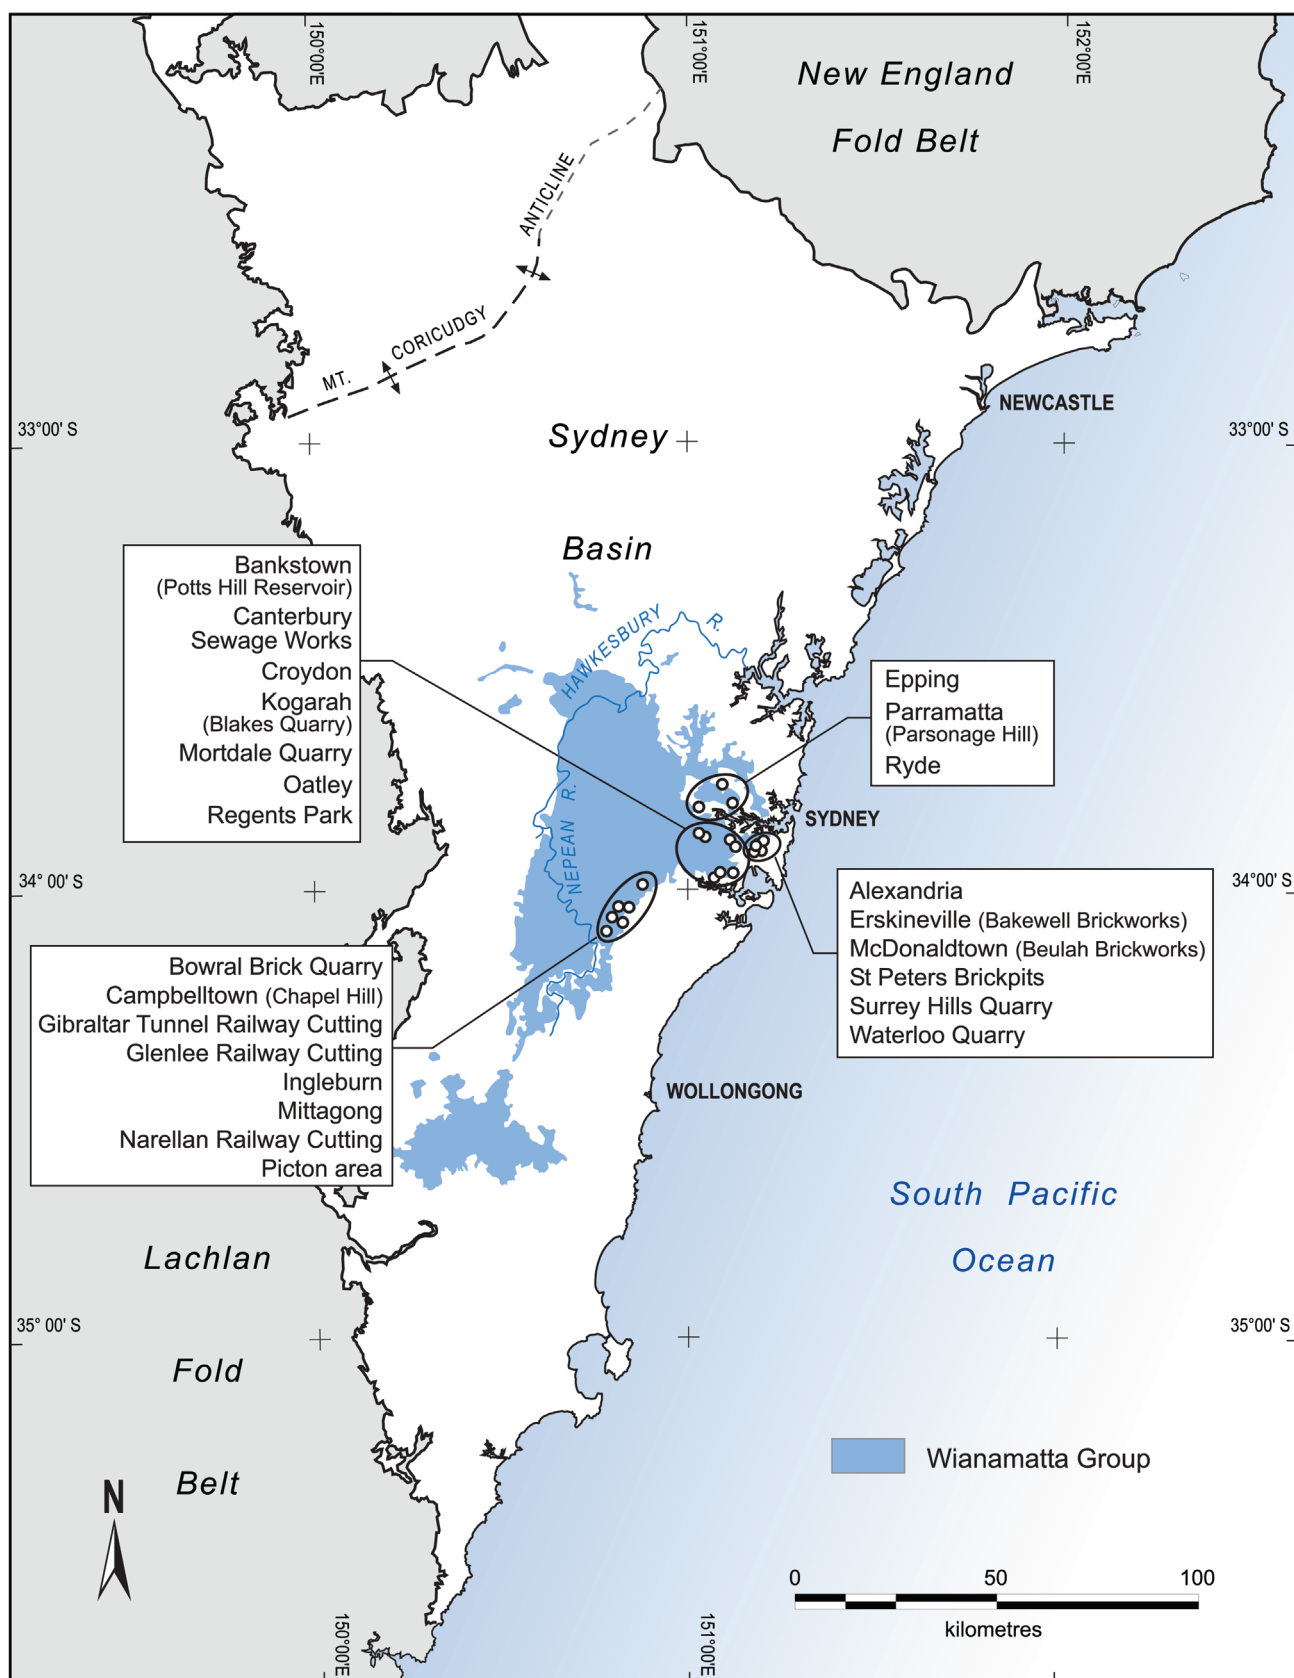 150°00'E
151°00'E
152°00'E
New England
Fold Belt
ANTICLINE
CORICUDGY
MT.
NEWCASTLE
33°00' S
33°00' S
Sydney
Basin
Bankstown
(Potts Hill Reservoir)
Canterbury
Sewage Works
Croydon
Kogarah
(Blakes Quarry)
Mortdale Quarry
Oatley
Regents Park
HAWKESBURY R.
Epping
Parramatta
(Parsonage Hill)
Ryde
NEPEAN R.
SYDNEY
34° 00' S
34°00' S
Alexandria
Erskineville (Bakewell Brickworks)
McDonaldtown (Beulah Brickworks)
St Peters Brickpits
Surrey Hills Quarry
Waterloo Quarry
Bowral Brick Quarry
Campbelltown (Chapel Hill)
Gibraltar Tunnel Railway Cutting
Glenlee Railway Cutting
Ingleburn
Mittagong
Narellan Railway Cutting
Picton area
WOLLONGONG
South Pacific
Ocean
Lachlan
Fold
Belt
35° 00' S
35°00' S
Wianamatta Group
N
0 50 100
kilometres
150°00'E
151°00'E